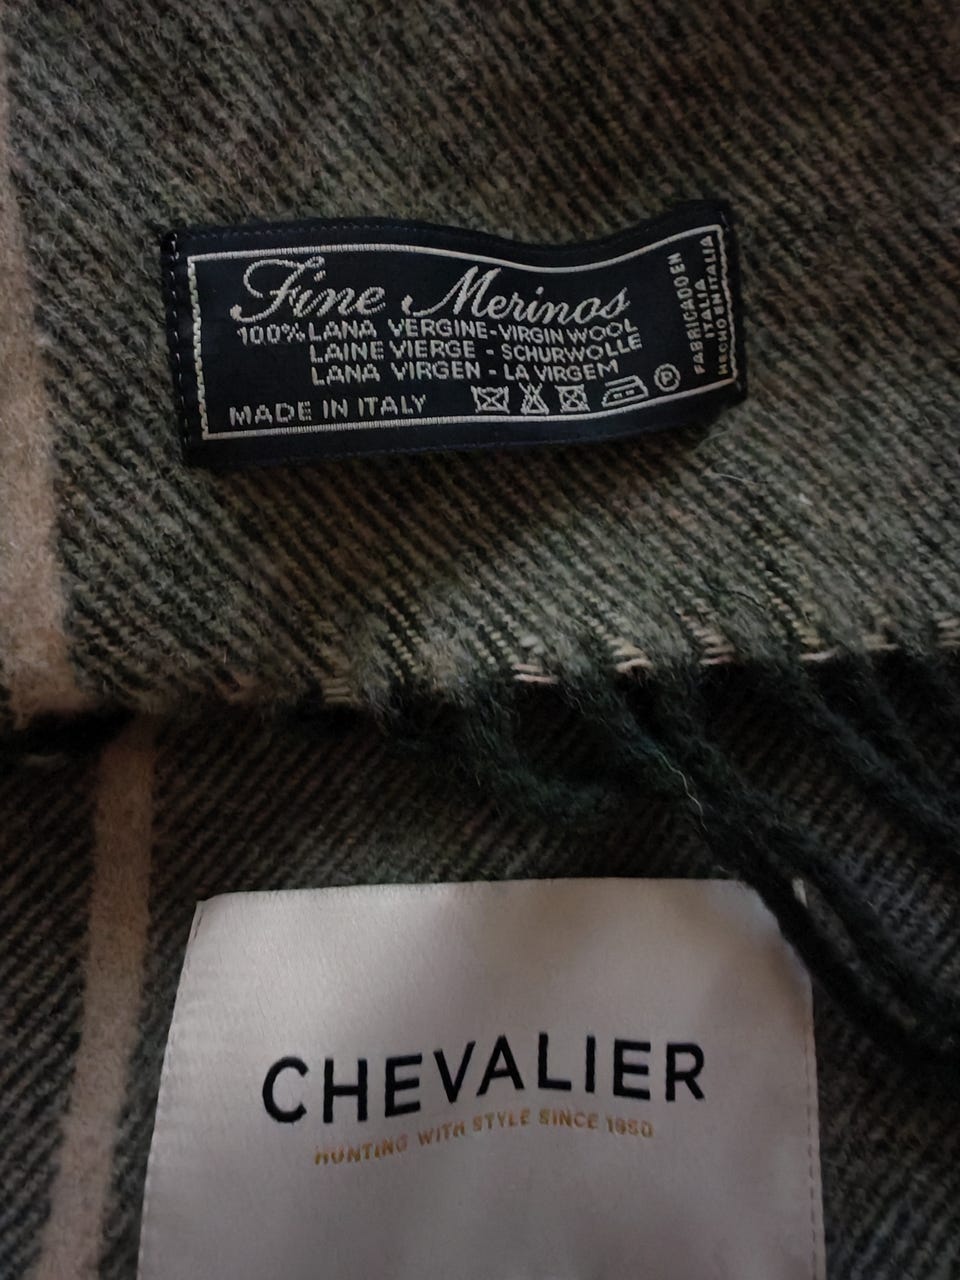 Fine Merinos
100% LANA VERGINE - VIRGIN WOOL
LAINE VIERGE - SCHURWOLLE
LANA VIRGEN - LA VIRGEM
MADE IN ITALY
P
FABRICADO EN
ITALIA
HECHO EN ITALIA
CHEVALIER
HUNTING WITH STYLE SINCE 1950